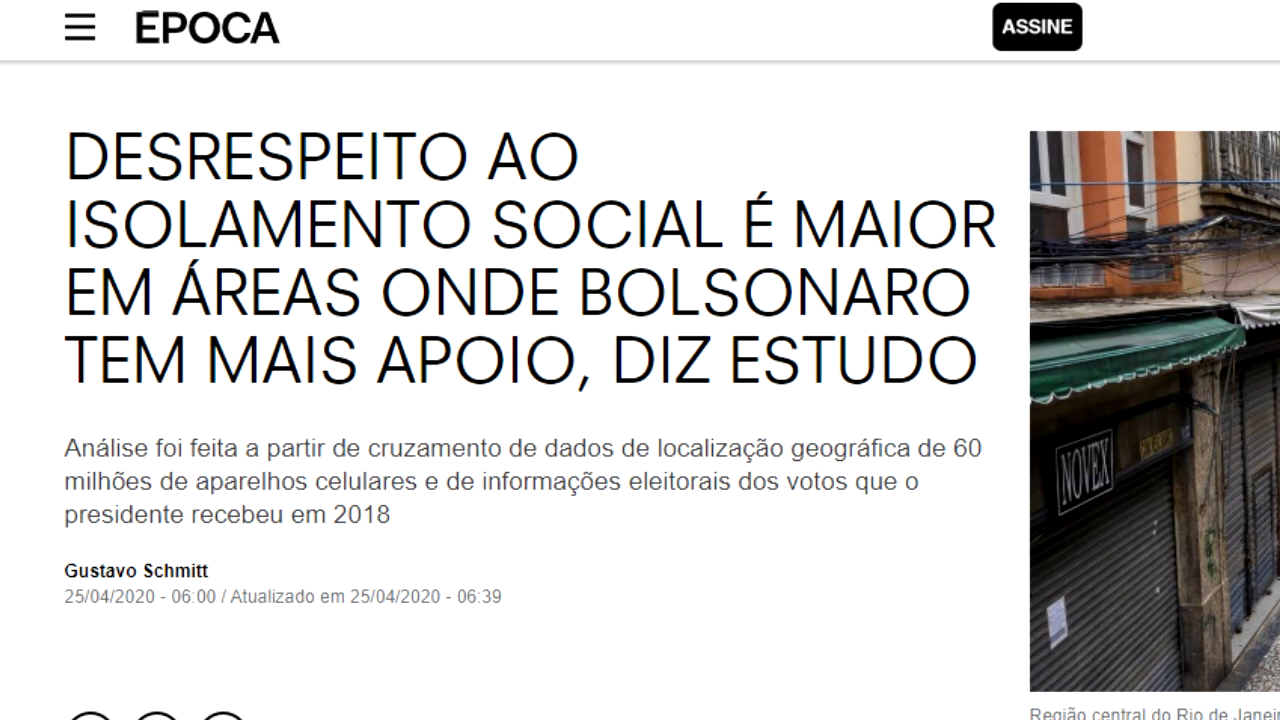 ÉPOCA
ASSINE
DESRESPEITO AO
ISOLAMENTO SOCIAL É MAIOR
EM ÁREAS ONDE BOLSONARO
TEM MAIS APOIO, DIZ ESTUDO
Análise foi feita a partir de cruzamento de dados de localização geográfica de 60
milhões de aparelhos celulares e de informações eleitorais dos votos que o
presidente recebeu em 2018
Gustavo Schmitt
25/04/2020 - 06:00 / Atualizado em 25/04/2020 - 06:39
NOVEX
Região central do Rio de